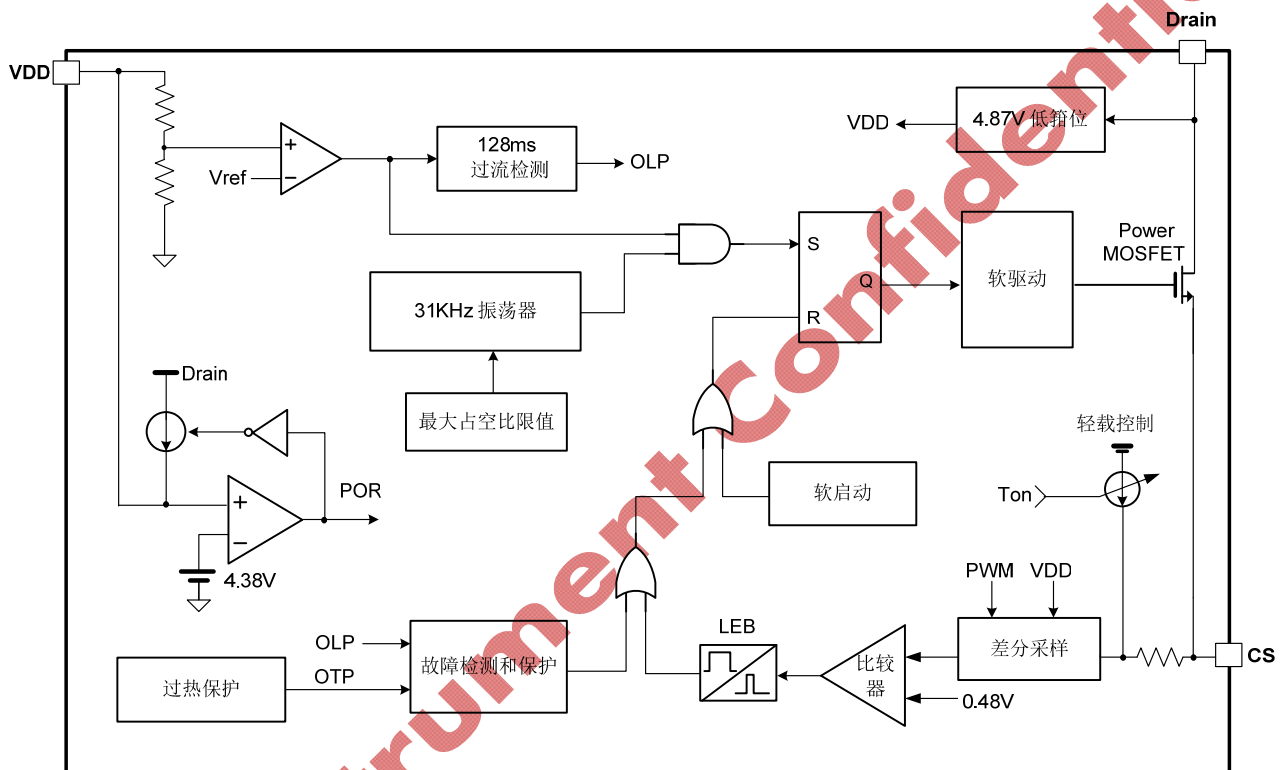 Drain
VDD
4.87V 低箝位
VDD
128ms
过流检测
OLP
Vref
Power
MOSFET
S
Q
R
软驱动
31KHz 振荡器
Drain
最大占空比限值
轻载控制
POR
软启动
Ton
4.38V
PWM
VDD
LEB
OLP
OTP
过热保护
故障检测和保护
比较
器
差分采样
CS
0.48V
trument Confidenti